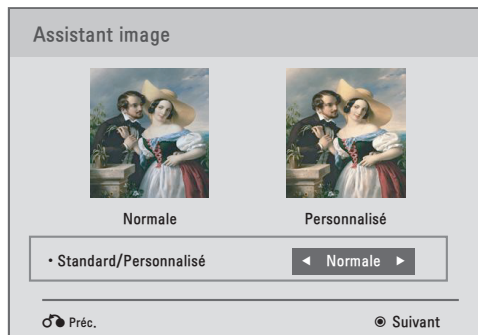 Assistant image
Normale Personnalisé
• Standard/Personnalisé ◄ Normale ►
Préc. ◉ Suivant